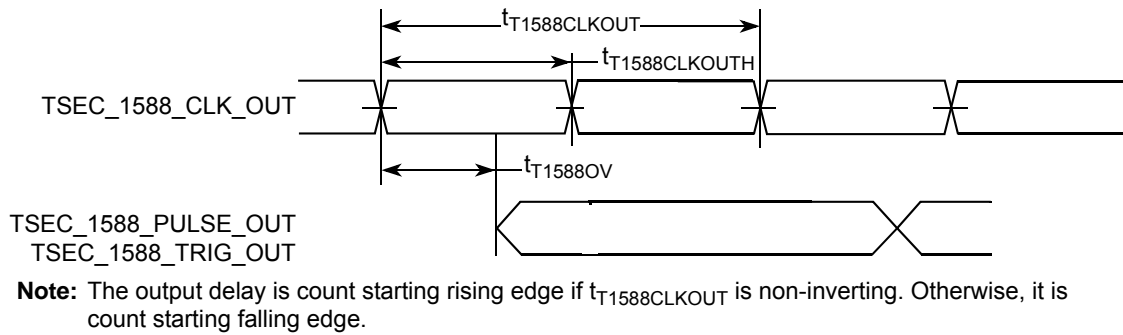 tT1588CLKOUT
tT1588CLKOUTH
TSEC_1588_CLK_OUT
tT1588OV
TSEC_1588_PULSE_OUT
TSEC_1588_TRIG_OUT
Note: The output delay is count starting rising edge if tT1588CLKOUT is non-inverting. Otherwise, it is
count starting falling edge.